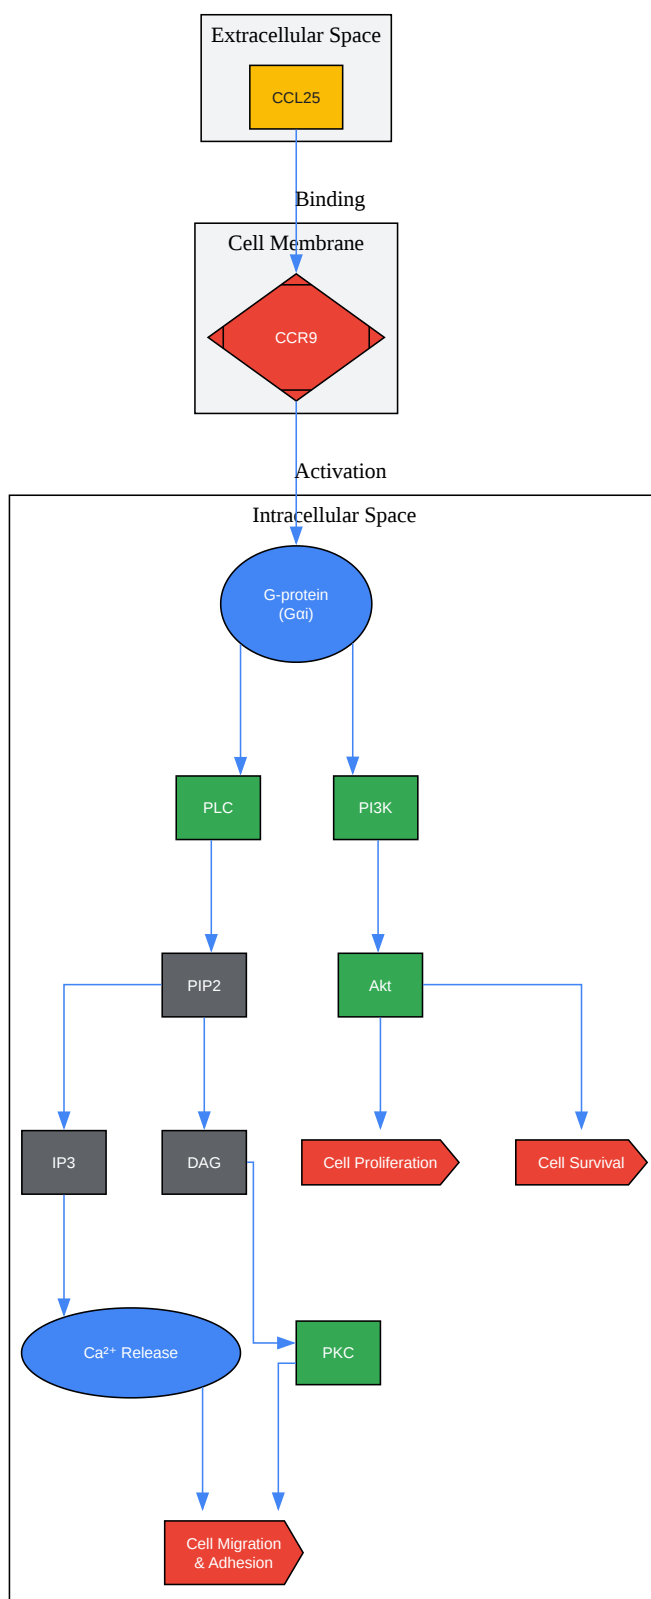 Extracellular Space
CCL25
Binding
Cell Membrane
CCR9
Activation
Intracellular Space
G-protein
(Gαi)
PLC
PI3K
PIP2
Akt
IP3
DAG
Cell Proliferation
Cell Survival
Ca²⁺ Release
PKC
Cell Migration
& Adhesion